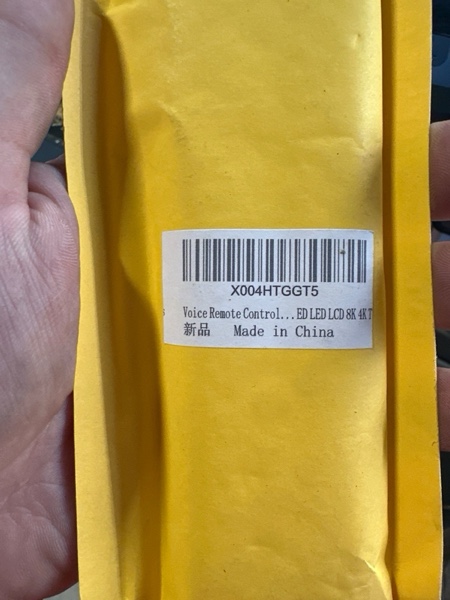 X004HTGGT5
Voice Remote Control...ED LED LCD 8K 4K T
新品 Made in China